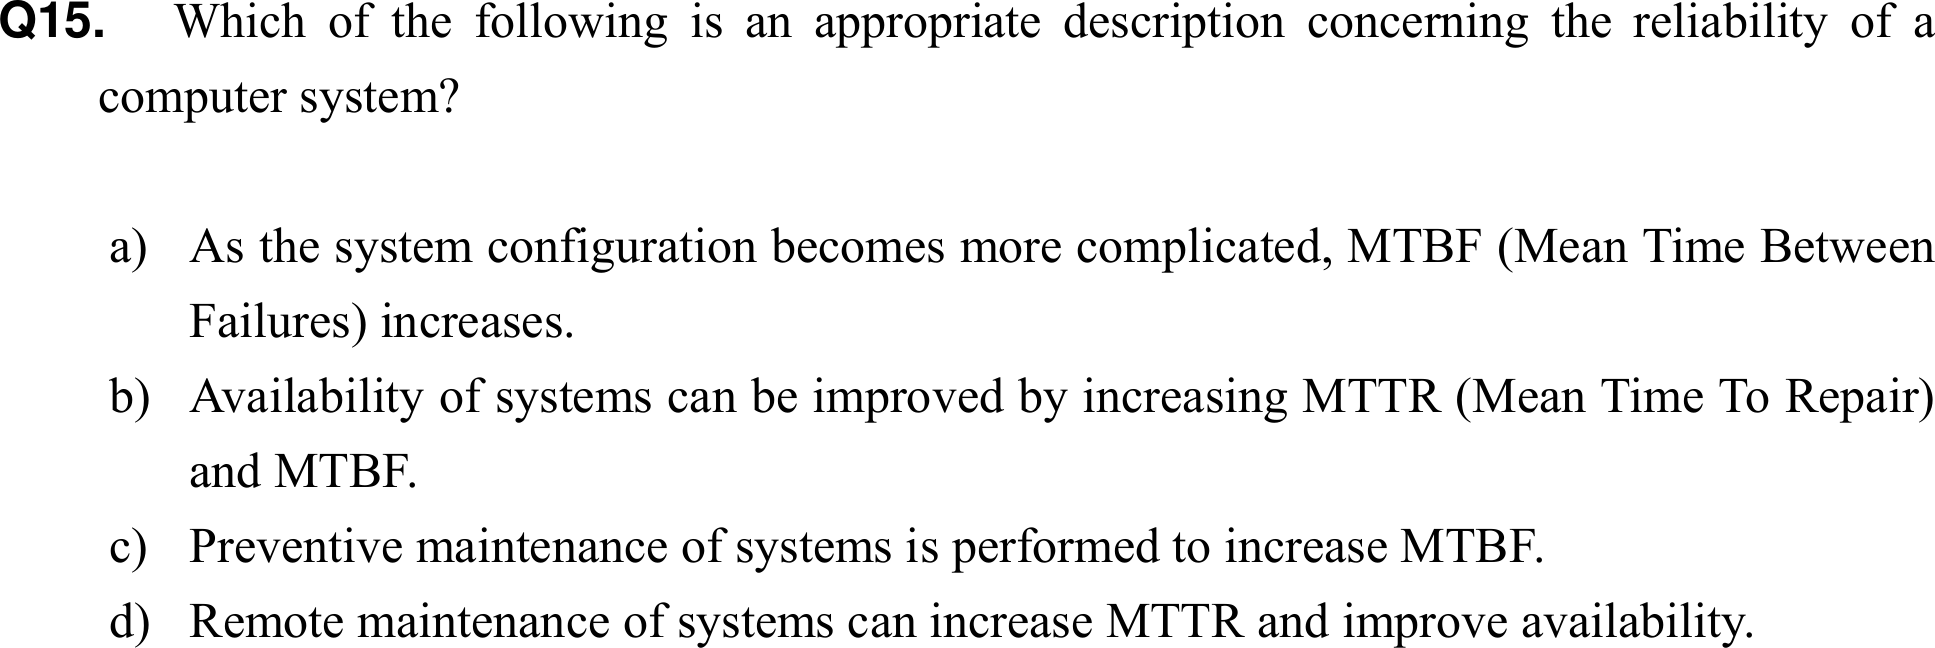 Q15. Which of the following is an appropriate description concerning the reliability of a
computer system?
a) As the system configuration becomes more complicated, MTBF (Mean Time Between
Failures) increases.
b) Availability of systems can be improved by increasing MTTR (Mean Time To Repair)
and MTBF.
c) Preventive maintenance of systems is performed to increase MTBF.
d) Remote maintenance of systems can increase MTTR and improve availability.